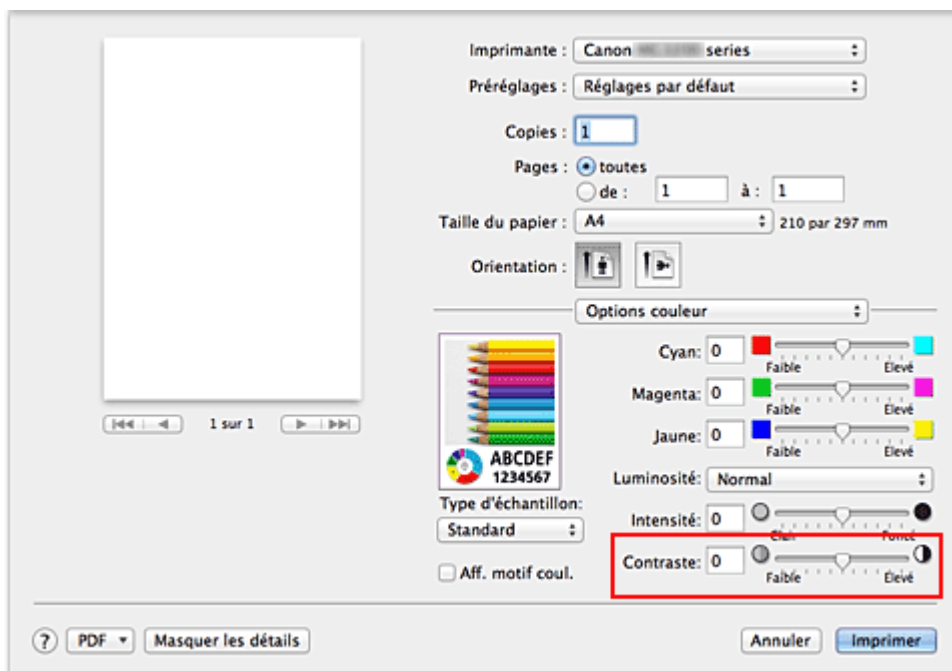 Imprimante : Canon series
Préréglages : Réglages par défaut
Copies : 1
Pages : toutes
de : 1 à : 1
Taille du papier : A4 210 par 297 mm
Orientation :
Options couleur
1 sur 1
ABCDEF
1234567
Type d'échantillon:
Standard
Aff. motif coul.
Cyan: 0
Faible Elevé
Magenta: 0
Faible Elevé
Jaune: 0
Faible Elevé
Luminosité: Normal
Intensité: 0
Clair Foncé
Contraste: 0
Faible Elevé
? PDF Masquer les détails Annuler Imprimer